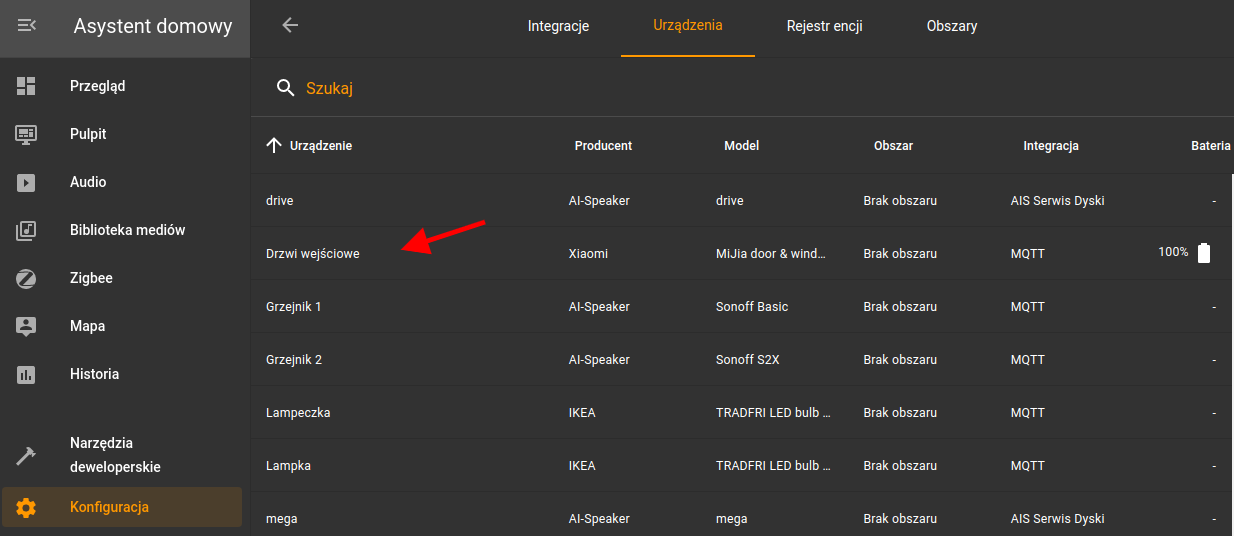 Asystent domowy
Integracje Urządzenia Rejestr encji Obszary
Przegląd
Pulpit
Audio
Biblioteka mediów
Zigbee
Mapa
Historia
Narzędzia
deweloperskie
Konfiguracja
Szukaj
Urządzenie Producent Model Obszar Integracja Bateria
drive AI-Speaker drive Brak obszaru AIS Serwis Dyski -
Drzwi wejściowe Xiaomi MiJia door & wind... Brak obszaru MQTT 100%
Grzejnik 1 AI-Speaker Sonoff Basic Brak obszaru MQTT -
Grzejnik 2 AI-Speaker Sonoff S2X Brak obszaru MQTT -
Lampeczka IKEA TRADFRI LED bulb ... Brak obszaru MQTT -
Lampka IKEA TRADFRI LED bulb ... Brak obszaru MQTT -
mega AI-Speaker mega Brak obszaru AIS Serwis Dyski -